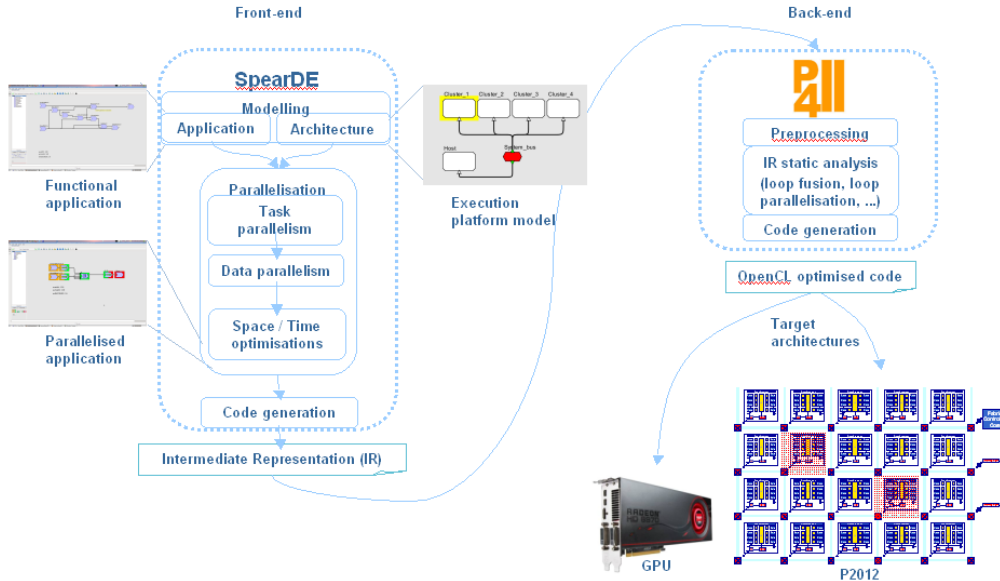 Front-end
Back-end
SpearDE
Modelling
Application
Architecture
Functional
application
Cluster_1
Cluster_2
Cluster_3
Cluster_4
Host
System_bus
Execution
platform model
Parallelisation
Task
parallelism
Data parallelism
Space / Time
optimisations
Parallelised
application
Code generation
Intermediate Representation (IR)
P4II
Preprocessing
IR static analysis
(loop fusion, loop
parallelisation, ...)
Code generation
OpenCL optimised code
Target
architectures
RADEON
GPU
P2012